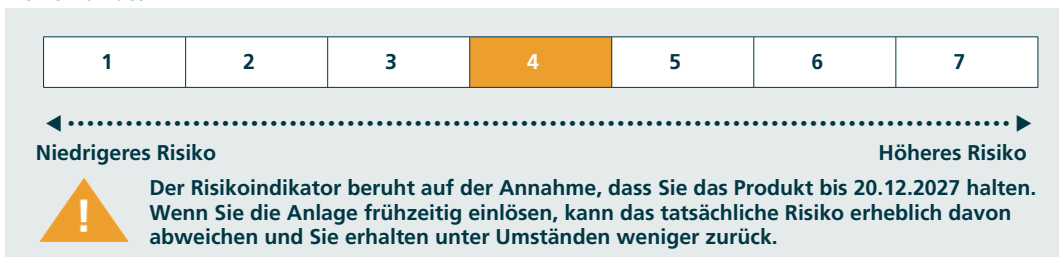 1 2 3 4 5 6 7
Niedrigeres Risiko Höheres Risiko
!
Der Risikoindikator beruht auf der Annahme, dass Sie das Produkt bis 20.12.2027 halten.
Wenn Sie die Anlage frühzeitig einlösen, kann das tatsächliche Risiko erheblich davon
abweichen und Sie erhalten unter Umständen weniger zurück.